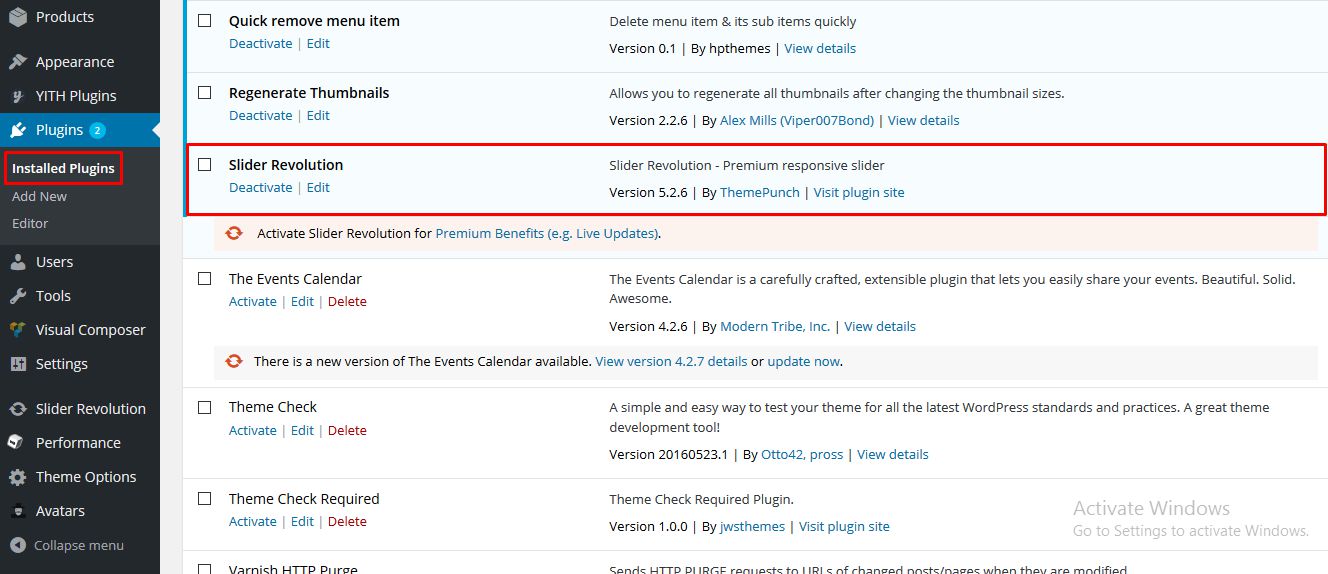 Products
Appearance
YITH Plugins
Plugins 2
Installed Plugins
Add New
Editor
Users
Tools
Visual Composer
Settings
Slider Revolution
Performance
Theme Options
Avatars
Collapse menu
Quick remove menu item
Deactivate | Edit
Delete menu item & its sub items quickly
Version 0.1 | By hpthemes | View details
Regenerate Thumbnails
Deactivate | Edit
Allows you to regenerate all thumbnails after changing the thumbnail sizes.
Version 2.2.6 | By Alex Mills (Viper007Bond) | View details
Slider Revolution
Deactivate | Edit
Slider Revolution - Premium responsive slider
Version 5.2.6 | By ThemePunch | Visit plugin site
Activate Slider Revolution for Premium Benefits (e.g. Live Updates).
The Events Calendar
Activate | Edit | Delete
The Events Calendar is a carefully crafted, extensible plugin that lets you easily share your events. Beautiful. Solid.
Awesome.
Version 4.2.6 | By Modern Tribe, Inc. | View details
There is a new version of The Events Calendar available. View version 4.2.7 details or update now.
Theme Check
Activate | Edit | Delete
A simple and easy way to test your theme for all the latest WordPress standards and practices. A great theme
development tool!
Version 20160523.1 | By Otto42, pross | View details
Theme Check Required
Activate | Edit | Delete
Theme Check Required Plugin.
Version 1.0.0 | By jwsthemes | Visit plugin site
Varnish HTTP Purge
Sends HTTP PURGE requests to URLs of changed posts/pages when they are modified.
Activate Windows
Go to Settings to activate Windows.